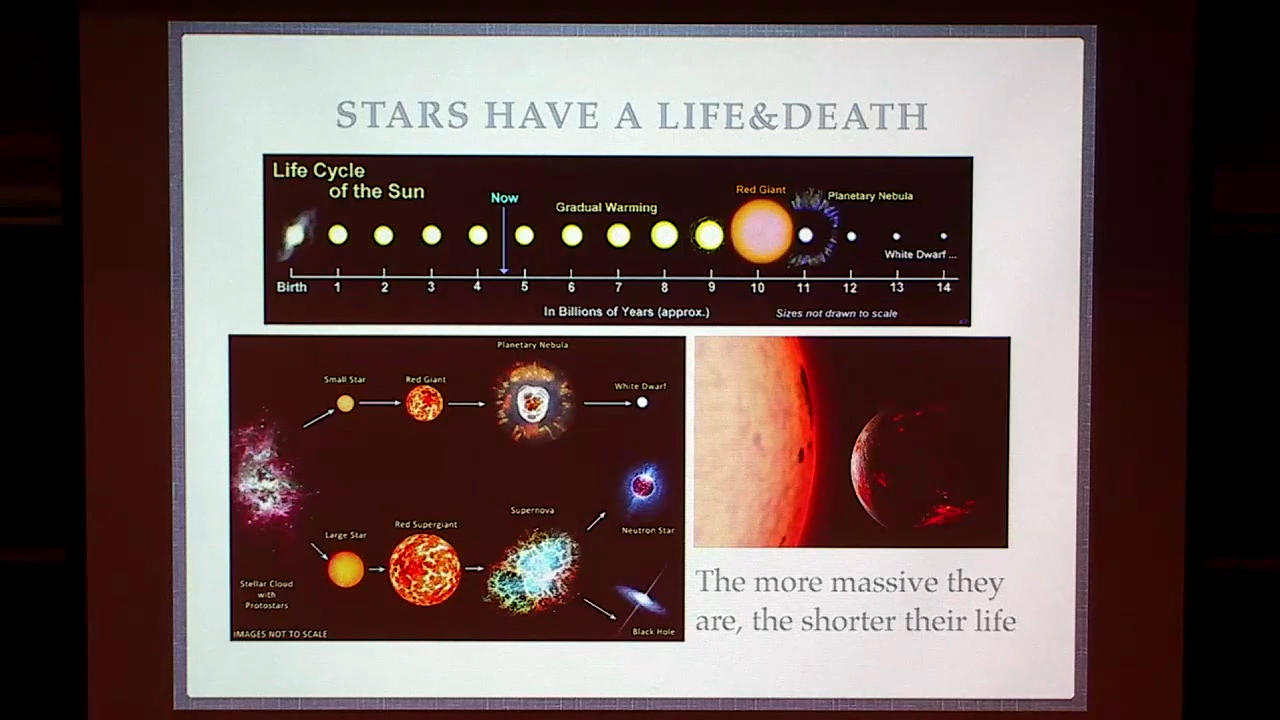 STARS HAVE A LIFE&DEATH
Life Cycle
of the Sun
Now
Gradual Warming
Red Giant
Planetary Nebula
White Dwarf ...
Birth 1 2 3 4 5 6 7 8 9 10 11 12 13 14
In Billions of Years (approx.)
Sizes not drawn to scale
Planetary Nebula
Small Star
Red Giant
White Dwarf
Supernova
Red Supergiant
Neutron Star
Large Star
Stellar Cloud
with
Protostars
Black Hole
IMAGES NOT TO SCALE
The more massive they
are, the shorter their life